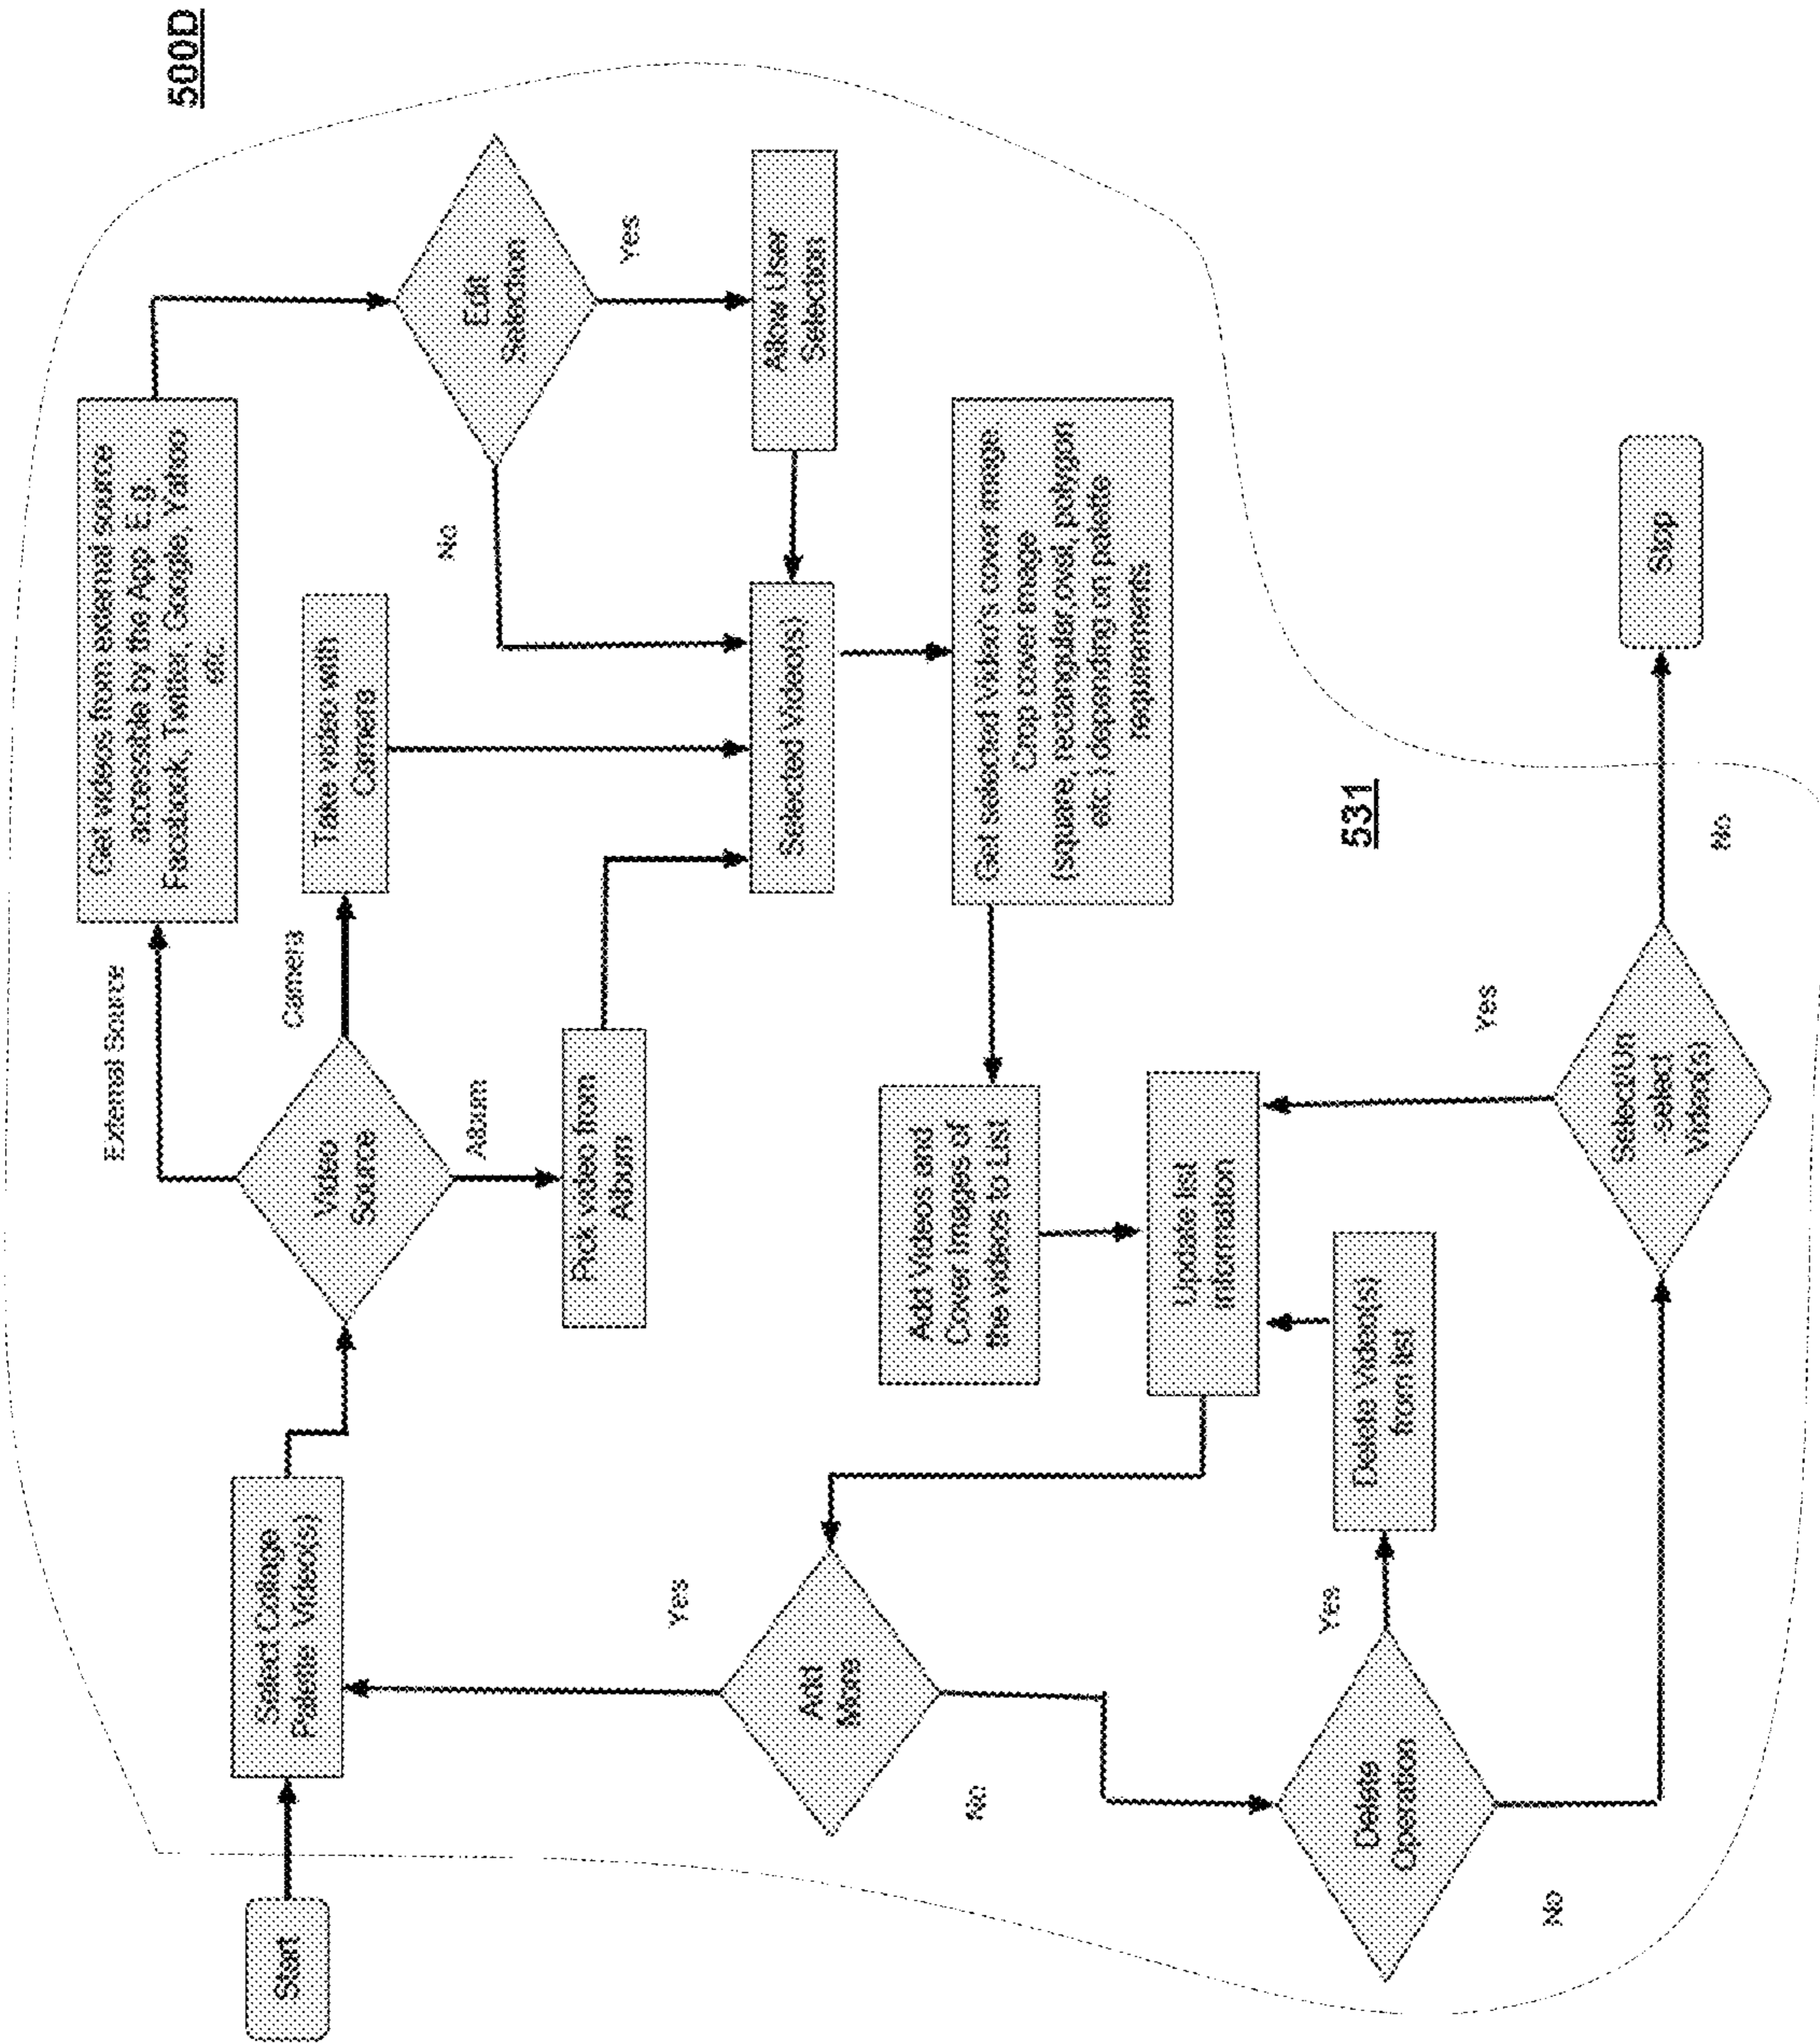 500D
Start
Select Collage
Palette Video(s)
Video
Source
External Source
Camera
Album
Get videos from external source
accessible by the App E.g
Facebook, Twitter, Google, Yahoo
etc.
Take video with
Camera
Pick video from
Album
Edit
Selection
No
Yes
Allow User
Selection
Selected Video(s)
Get selected Video's cover image
Crop cover image
(square, rectangular, oval, polygon
etc.) depending on palette
requirements
Add Videos and
Cover Images of
the videos to List
Update list
information
Add
More
Yes
No
Delete
Operation
Yes
No
Delete Video(s)
from list
Select/Un
-select
Video(s)
Yes
No
Stop
531